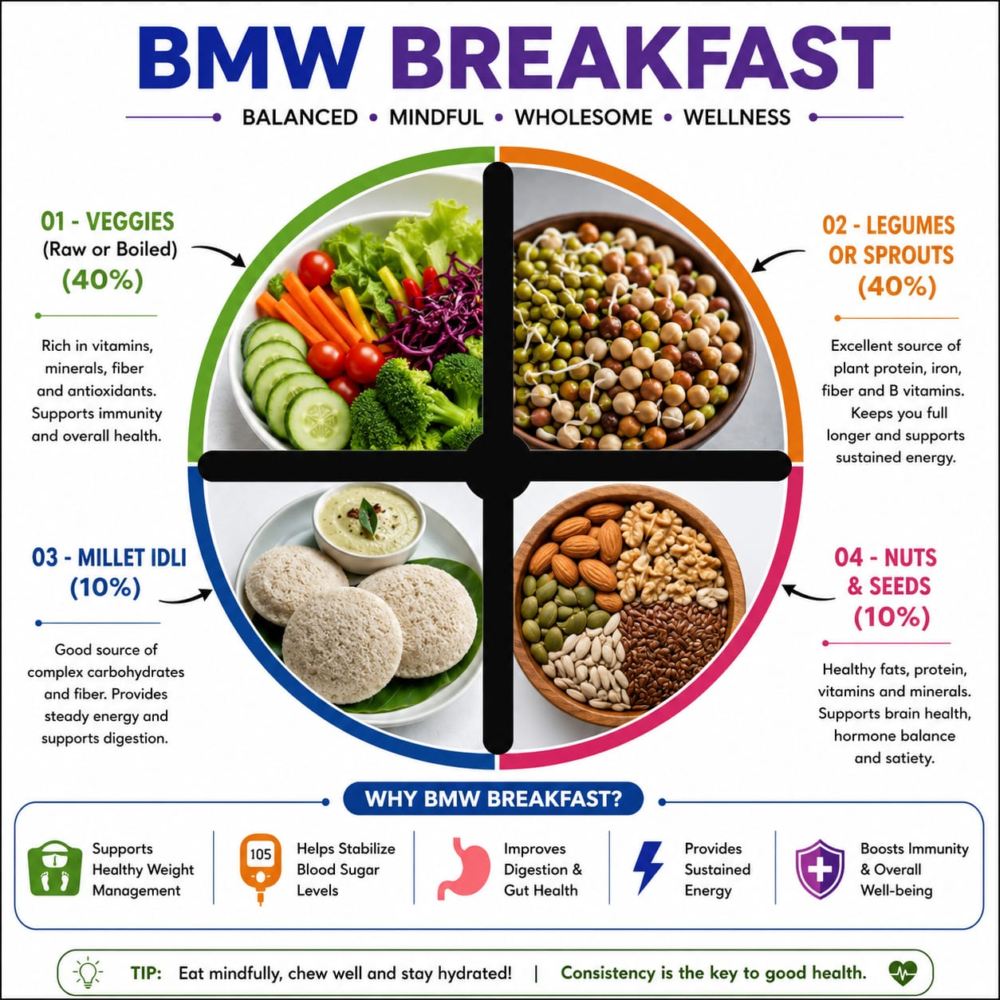 BMW BREAKFAST
BALANCED • MINDFUL • WHOLESOME • WELLNESS
01 - VEGGIES
(Raw or Boiled)
(40%)
Rich in vitamins,
minerals, fiber
and antioxidants.
Supports immunity
and overall health.
02 - LEGUMES
OR SPROUTS
(40%)
Excellent source of
plant protein, iron,
fiber and B vitamins.
Keeps you full
longer and supports
sustained energy.
03 - MILLET IDLI
(10%)
Good source of
complex carbohydrates
and fiber. Provides
steady energy and
supports digestion.
04 - NUTS
& SEEDS
(10%)
Healthy fats, protein,
vitamins and minerals.
Supports brain health,
hormone balance
and satiety.
WHY BMW BREAKFAST?
Supports
Healthy Weight
Management
105
Helps Stabilize
Blood Sugar
Levels
Improves
Digestion &
Gut Health
Provides
Sustained
Energy
Boosts Immunity
& Overall
Well-being
TIP: Eat mindfully, chew well and stay hydrated! | Consistency is the key to good health.